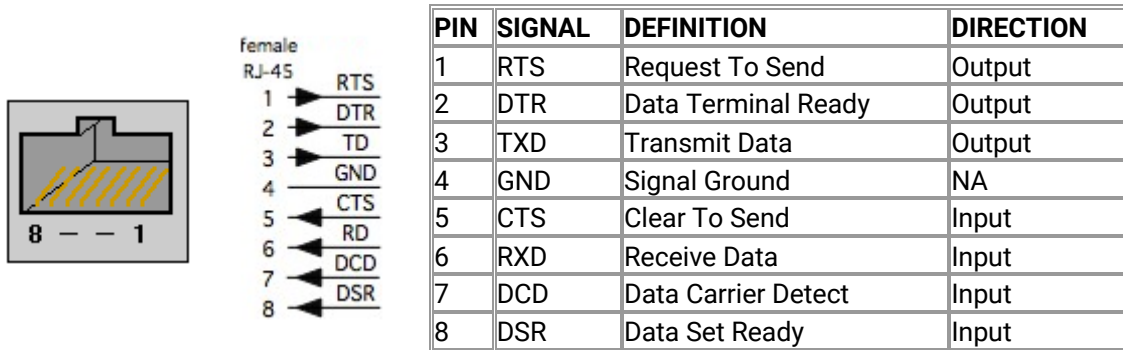 8 – – 1
female
RJ-45
1 RTS
2 DTR
3 TD
4 GND
5 CTS
6 RD
7 DCD
8 DSR
PIN SIGNAL DEFINITION DIRECTION
1 RTS Request To Send Output
2 DTR Data Terminal Ready Output
3 TXD Transmit Data Output
4 GND Signal Ground NA
5 CTS Clear To Send Input
6 RXD Receive Data Input
7 DCD Data Carrier Detect Input
8 DSR Data Set Ready Input